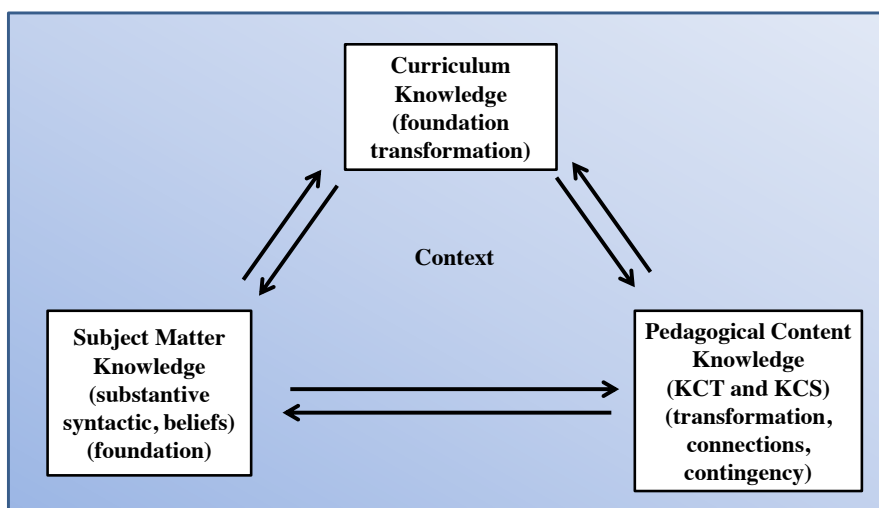 Curriculum
Knowledge
(foundation
transformation)
Context
Subject Matter
Knowledge
(substantive
syntactic, beliefs)
(foundation)
Pedagogical Content
Knowledge
(KCT and KCS)
(transformation,
connections,
contingency)